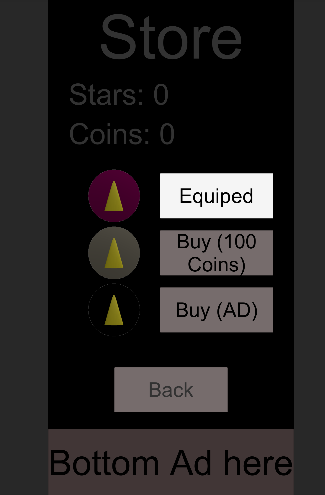 Store
Stars: 0
Coins: 0
Equiped
Buy (100
Coins)
Buy (AD)
Back
Bottom Ad here